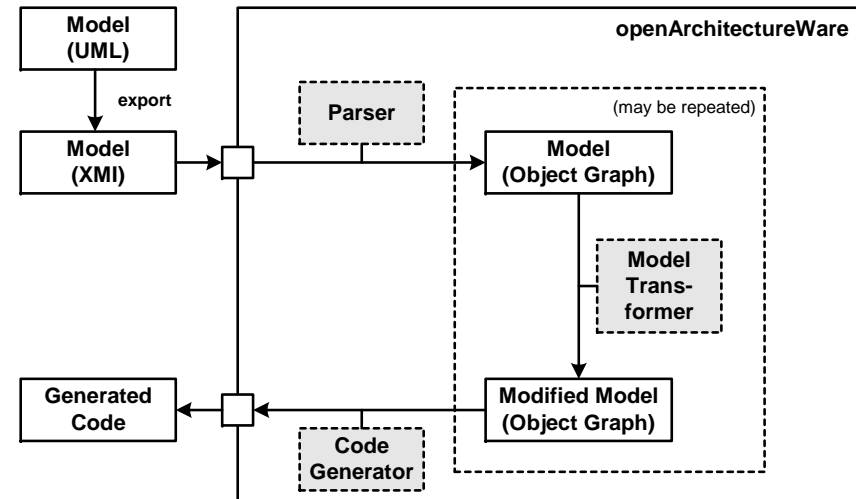 Model
(UML)
openArchitectureWare
export
Parser
(may be repeated)
Model
(XMI)
Model
(Object Graph)
Model
Trans-
former
Generated
Code
Modified Model
(Object Graph)
Code
Generator